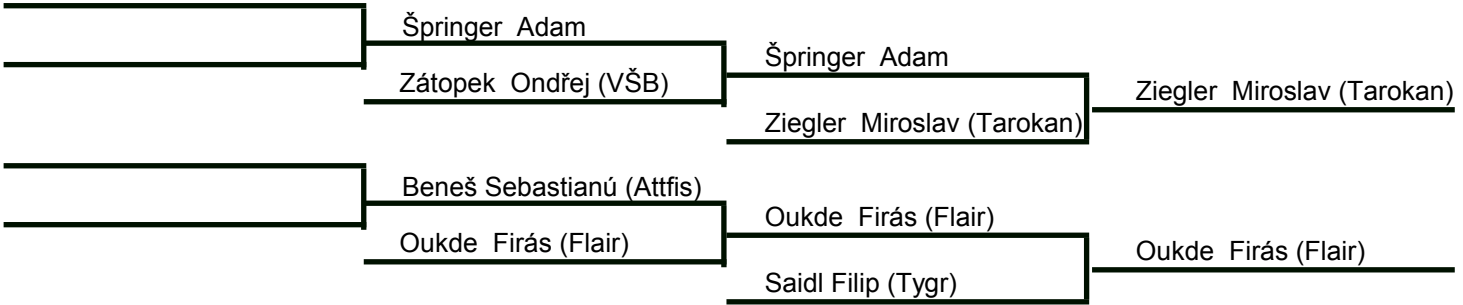 Špringer Adam
Zátopek Ondřej (VŠB)
Špringer Adam
Ziegler Miroslav (Tarokan)
Ziegler Miroslav (Tarokan)
Beneš Sebastianú (Attfis)
Oukde Firás (Flair)
Oukde Firás (Flair)
Saidl Filip (Tygr)
Oukde Firás (Flair)